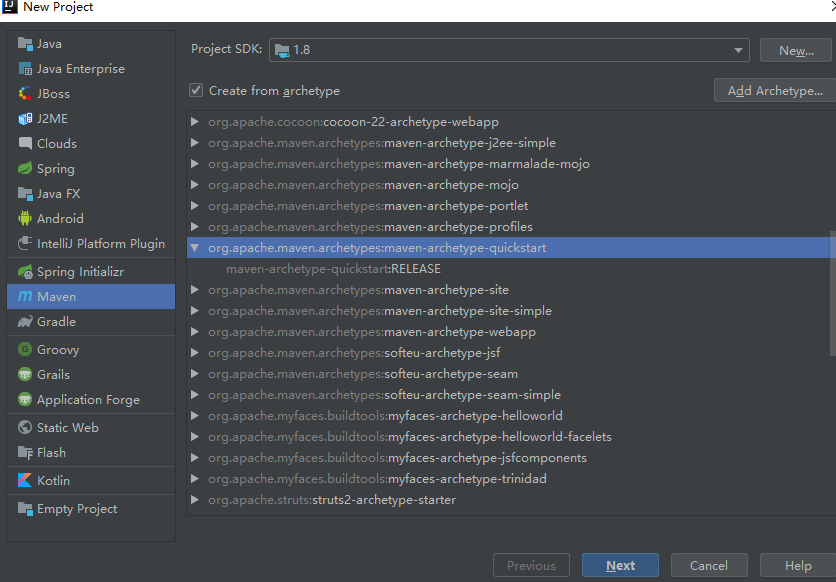 New Project
Java
Java Enterprise
JBoss
J2ME
Clouds
Spring
Java FX
Android
IntelliJ Platform Plugin
Spring Initializr
Maven
Gradle
Groovy
Grails
Application Forge
Static Web
Flash
Kotlin
Empty Project
Project SDK: 1.8 New...
Create from archetype Add Archetype...
org.apache.cocoon:cocoon-22-archetype-webapp
org.apache.maven.archetypes:maven-archetype-j2ee-simple
org.apache.maven.archetypes:maven-archetype-marmalade-mojo
org.apache.maven.archetypes:maven-archetype-mojo
org.apache.maven.archetypes:maven-archetype-portlet
org.apache.maven.archetypes:maven-archetype-profiles
org.apache.maven.archetypes:maven-archetype-quickstart
maven-archetype-quickstart:RELEASE
org.apache.maven.archetypes:maven-archetype-site
org.apache.maven.archetypes:maven-archetype-site-simple
org.apache.maven.archetypes:maven-archetype-webapp
org.apache.maven.archetypes:softeu-archetype-jsf
org.apache.maven.archetypes:softeu-archetype-seam
org.apache.maven.archetypes:softeu-archetype-seam-simple
org.apache.myfaces.buildtools:myfaces-archetype-helloworld
org.apache.myfaces.buildtools:myfaces-archetype-helloworld-facelets
org.apache.myfaces.buildtools:myfaces-archetype-jsfcomponents
org.apache.myfaces.buildtools:myfaces-archetype-trinidad
org.apache.struts:struts2-archetype-starter
Previous Next Cancel Help